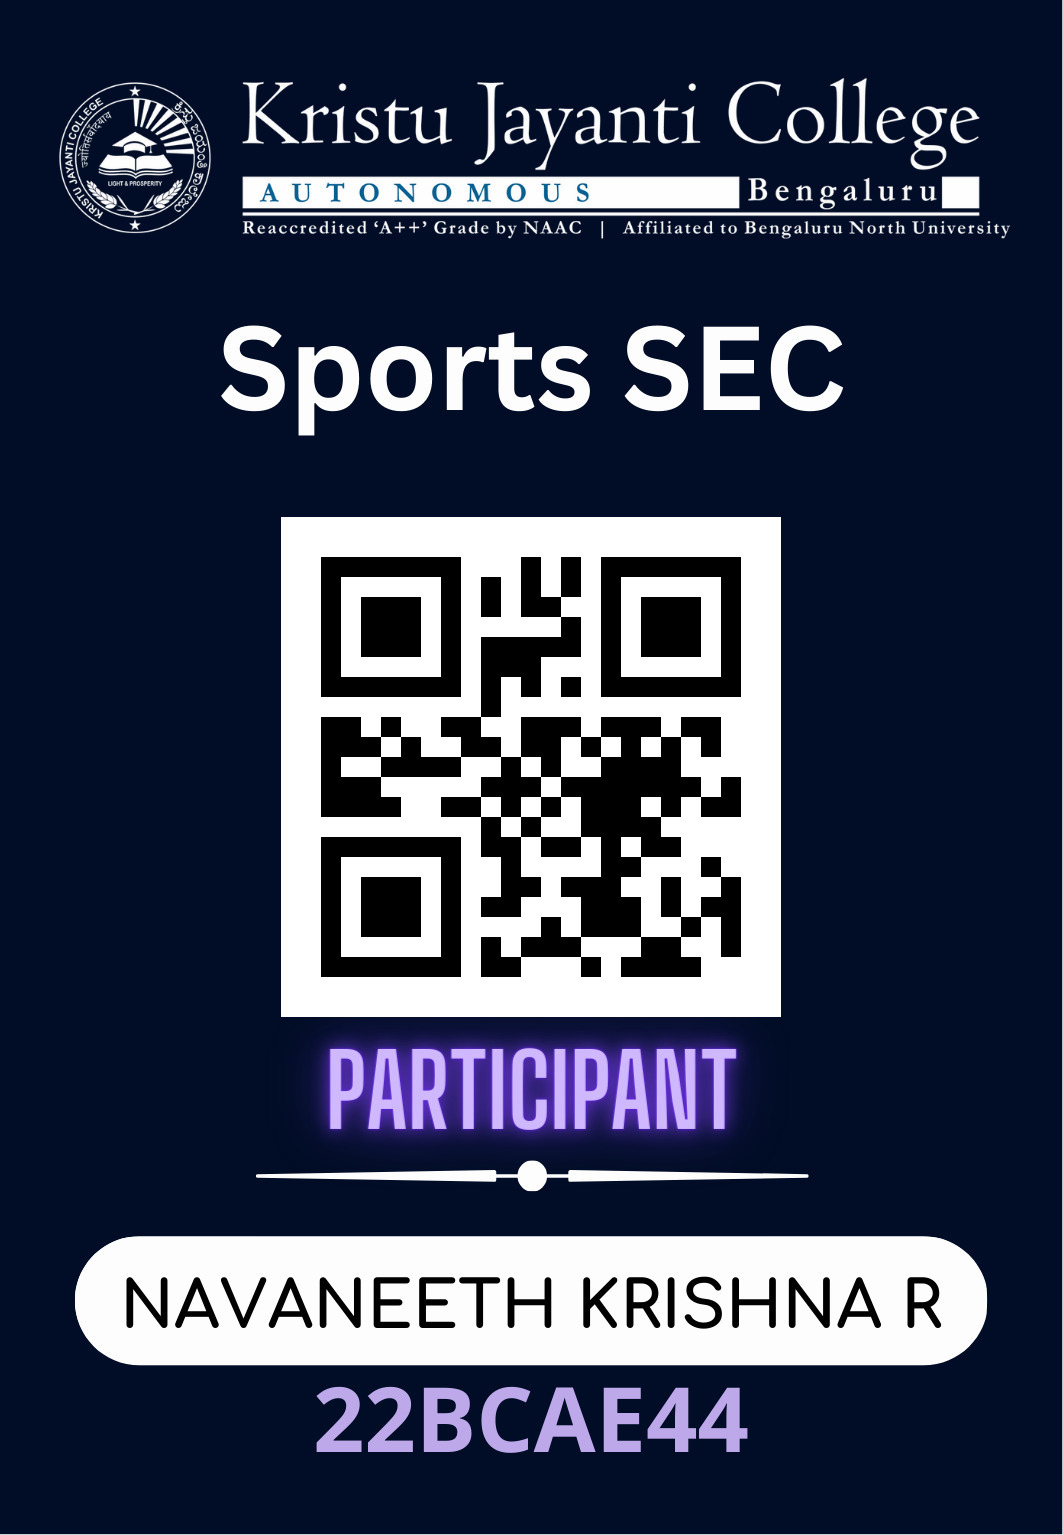 KRISTU JAYANTI COLLEGE
ಕ್ರಿಸ್ತು ಜಯಂತಿ ಕಾಲೇಜು
LIGHT & PROSPERITY
Kristu Jayanti College
AUTONOMOUS Bengaluru
Reaccredited ‘A++’ Grade by NAAC | Affiliated to Bengaluru North University
Sports SEC
PARTICIPANT
NAVANEETH KRISHNA R
22BCAE44